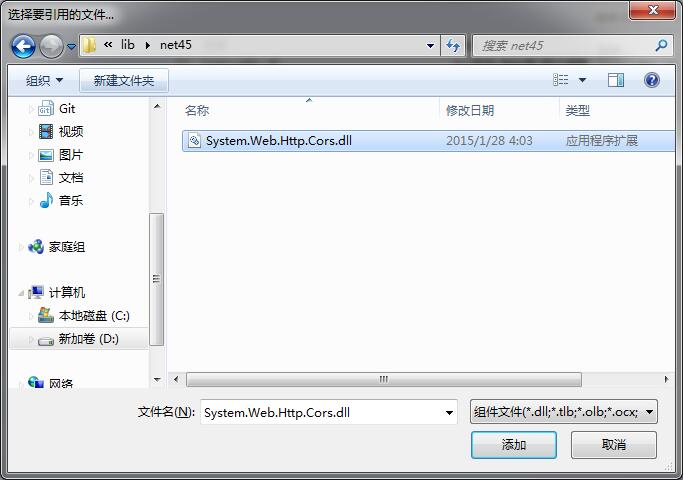 选择要引用的文件...
« lib net45
搜索 net45
组织 新建文件夹
名称 修改日期 类型
System.Web.Http.Cors.dll 2015/1/28 4:03 应用程序扩展
Git
视频
图片
文档
音乐
家庭组
计算机
本地磁盘 (C:)
新加卷 (D:)
网络
文件名(N): System.Web.Http.Cors.dll 组件文件(*.dll;*.tlb;*.olb;*.ocx;
添加 取消